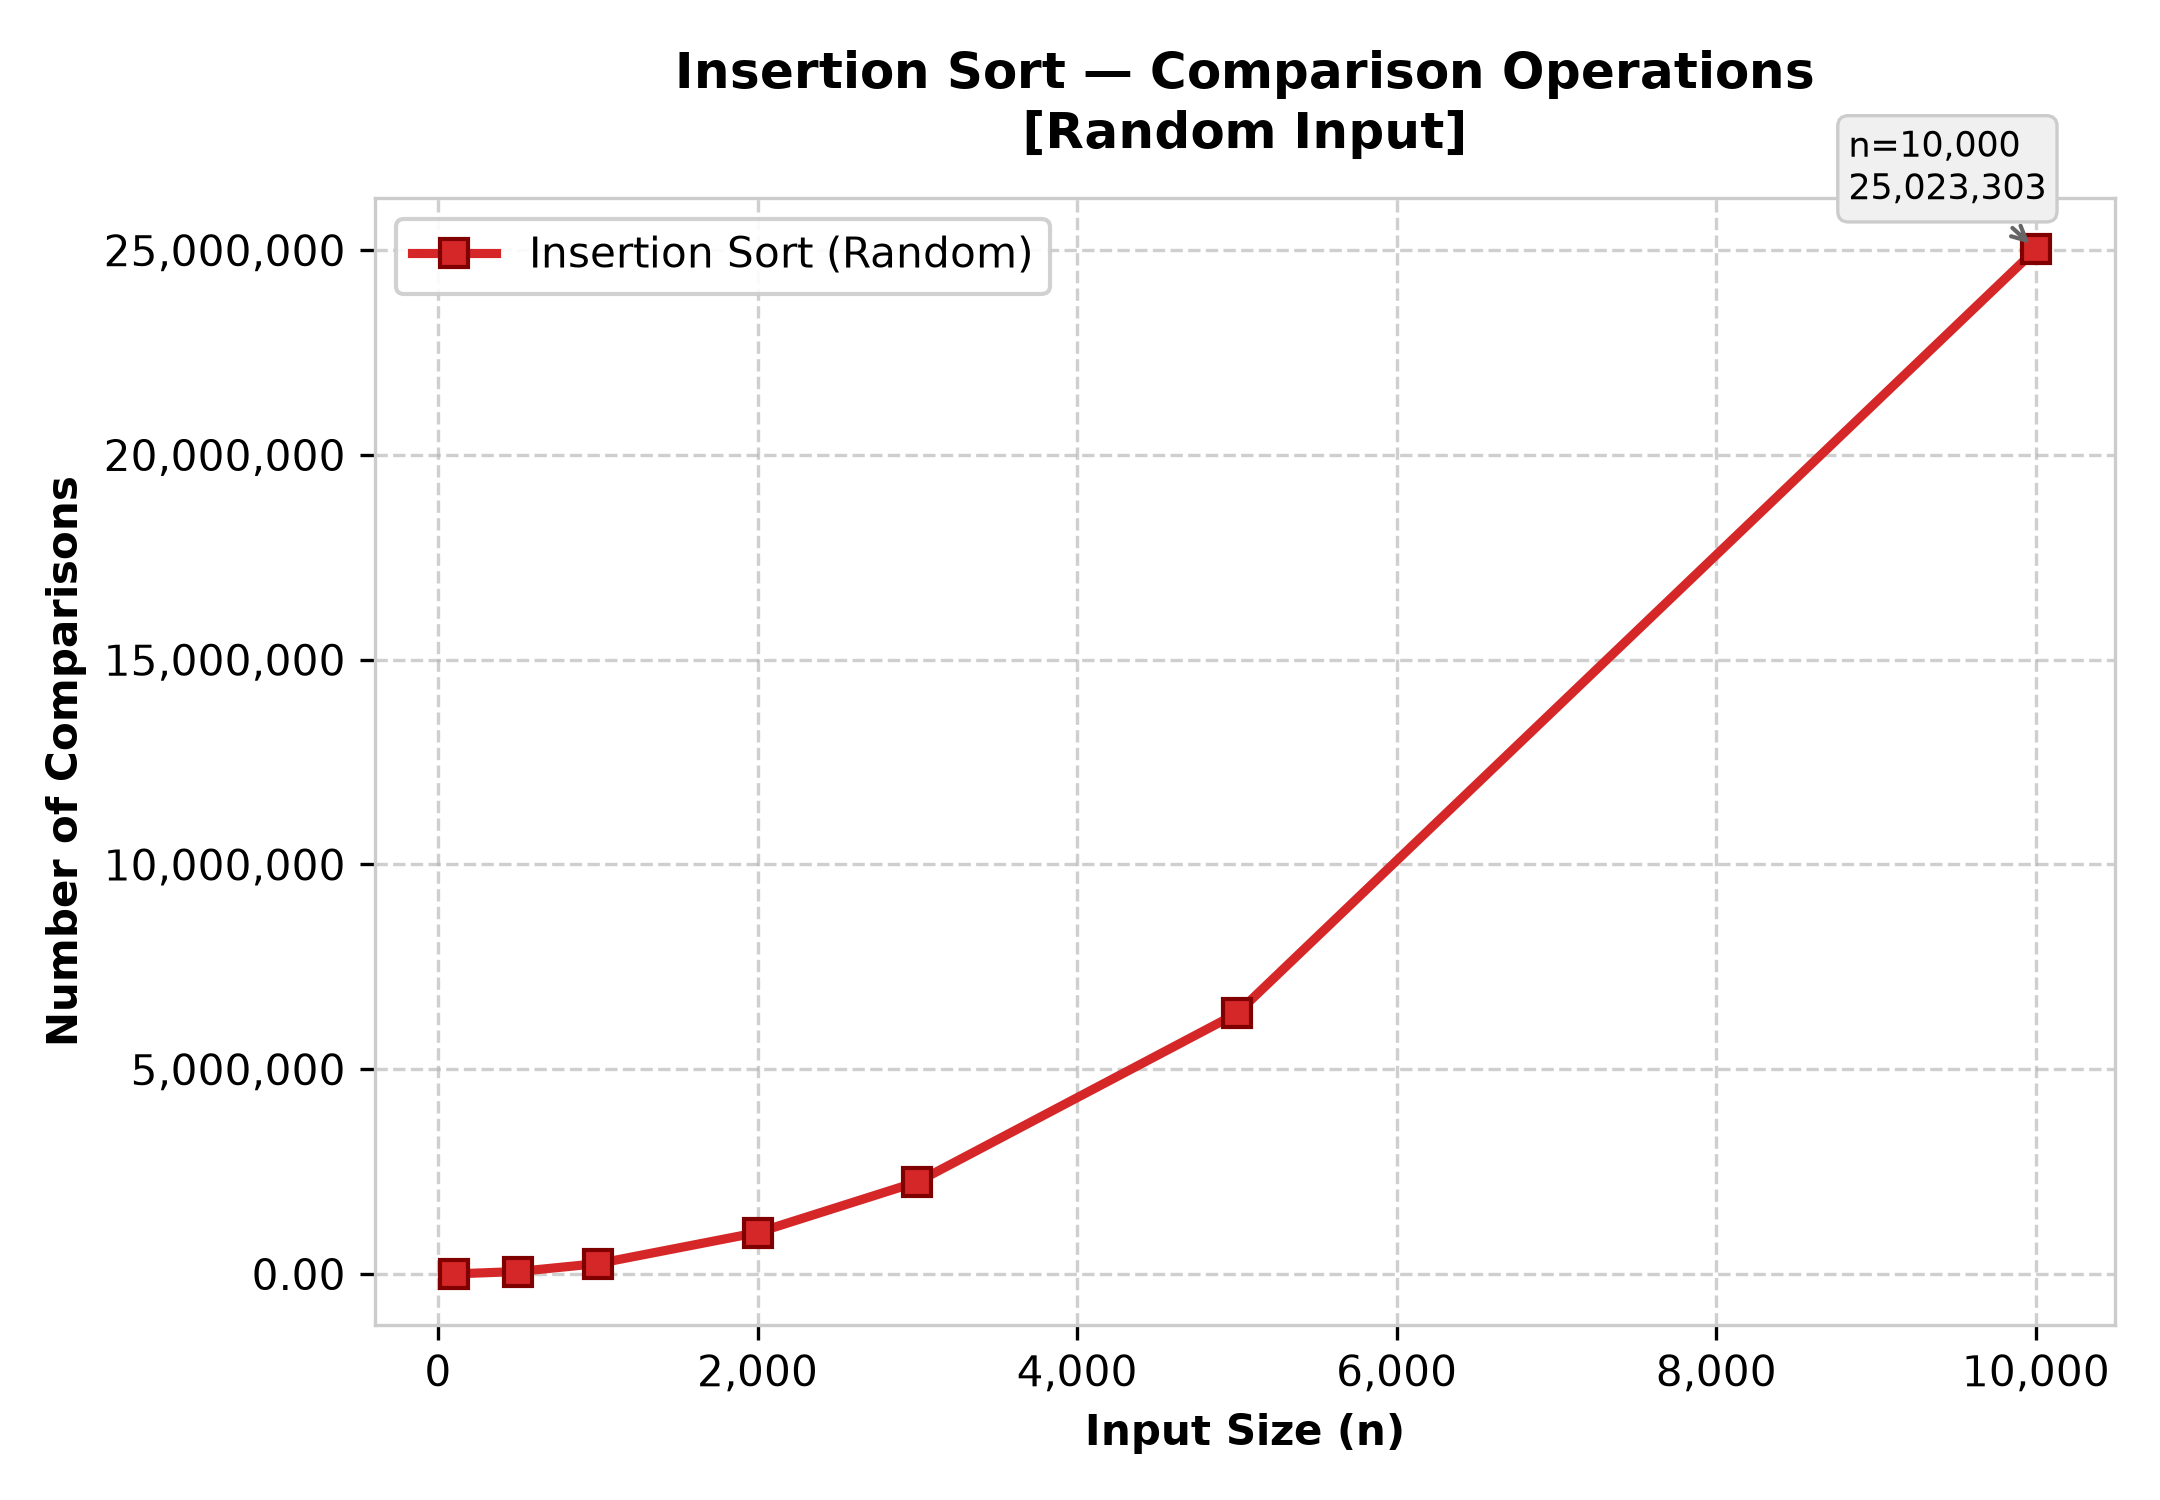 Insertion Sort — Comparison Operations
[Random Input]
n=10,000
25,023,303
Insertion Sort (Random)
Number of Comparisons
25,000,000
20,000,000
15,000,000
10,000,000
5,000,000
0.00
0
2,000
4,000
6,000
8,000
10,000
Input Size (n)